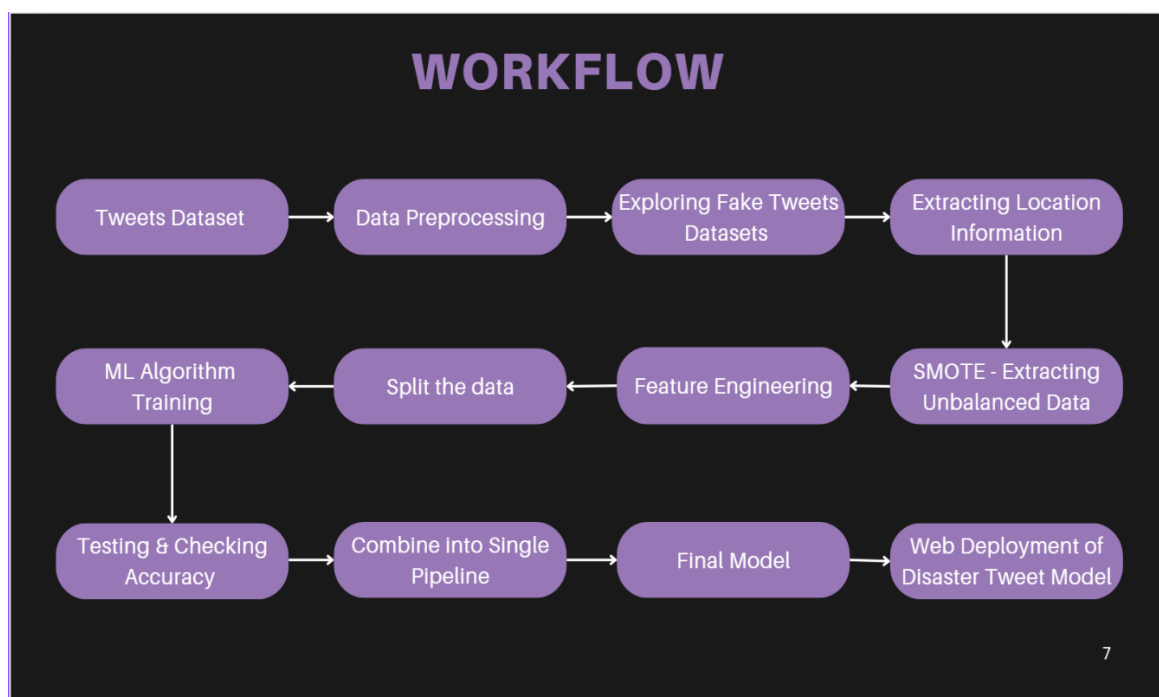 WORKFLOW
Tweets Dataset
Data Preprocessing
Exploring Fake Tweets
Datasets
Extracting Location
Information
ML Algorithm
Training
Split the data
Feature Engineering
SMOTE - Extracting
Unbalanced Data
Testing & Checking
Accuracy
Combine into Single
Pipeline
Final Model
Web Deployment of
Disaster Tweet Model
7